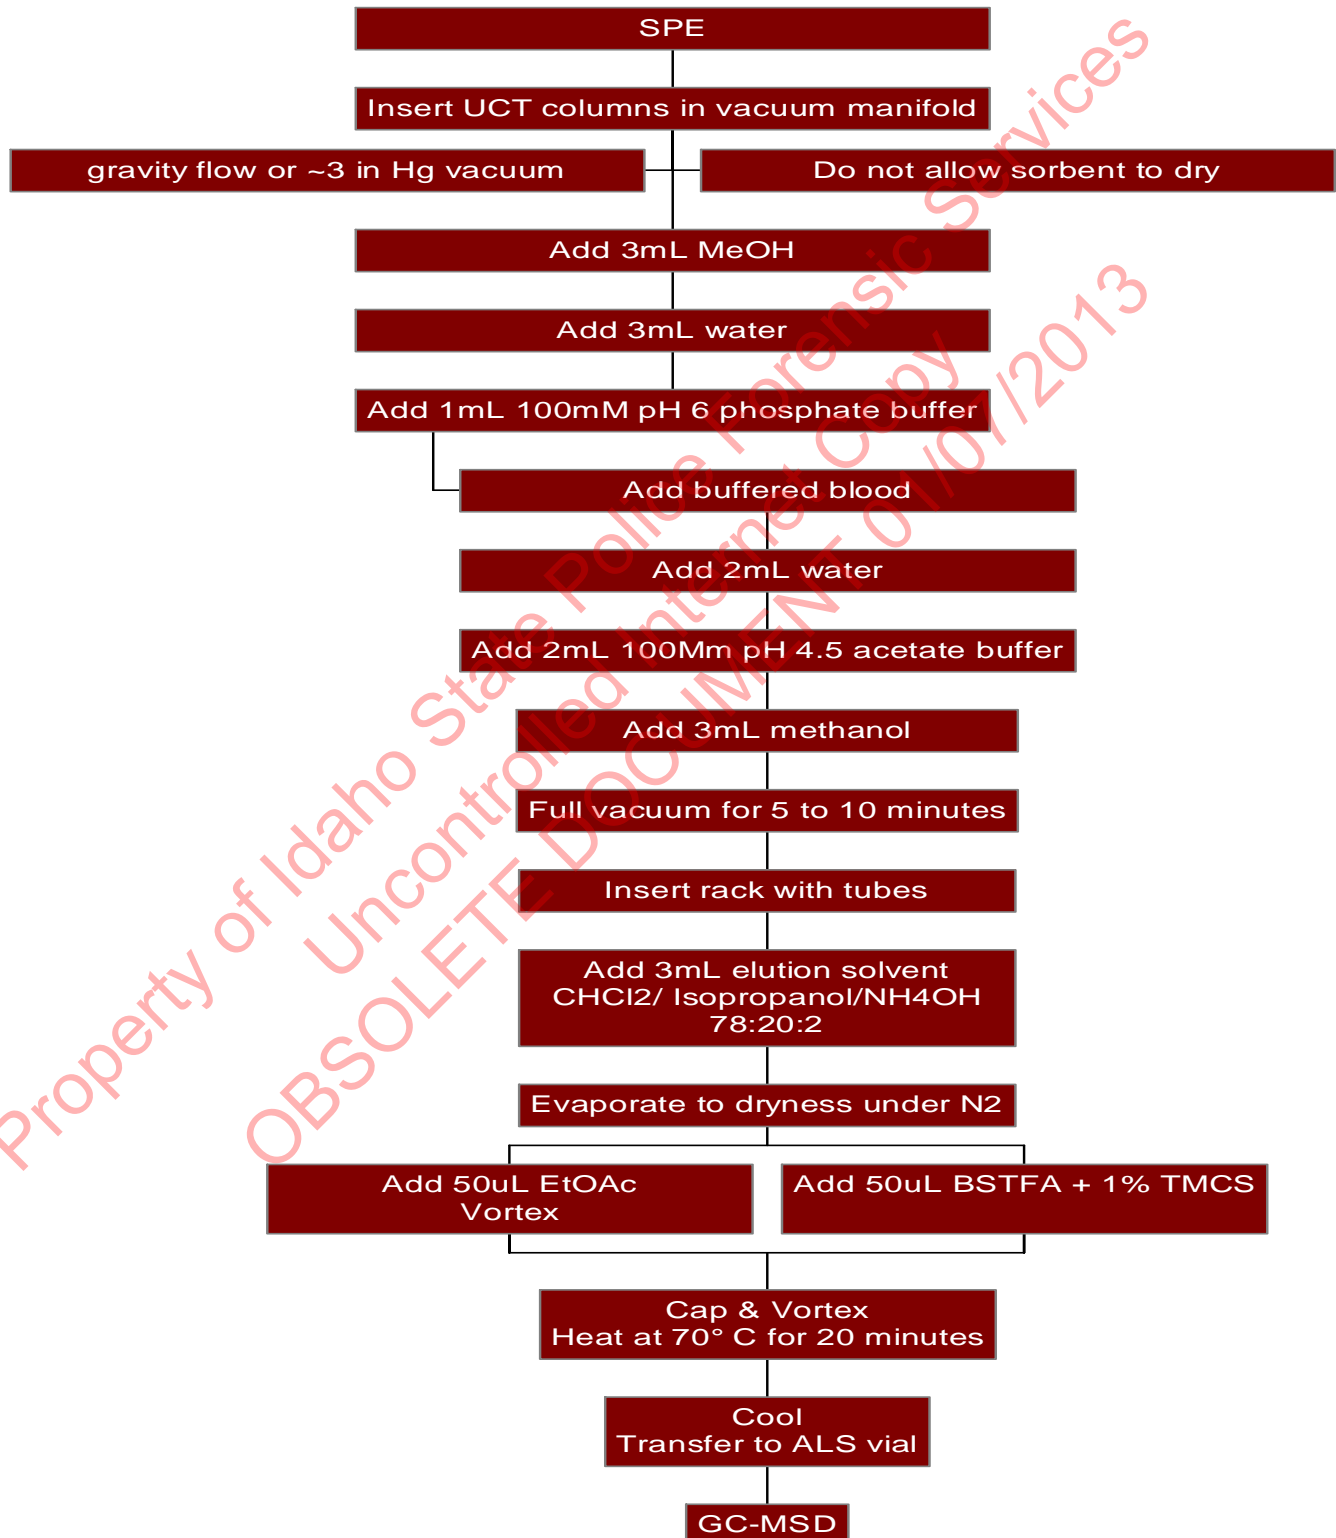 SPE
Insert UCT columns in vacuum manifold
gravity flow or ~3 in Hg vacuum
Do not allow sorbent to dry
Add 3mL MeOH
Add 3mL water
Add 1mL 100mM pH 6 phosphate buffer
Add buffered blood
Add 2mL water
Add 2mL 100Mm pH 4.5 acetate buffer
Add 3mL methanol
Full vacuum for 5 to 10 minutes
Insert rack with tubes
Add 3mL elution solvent
CHCl2/ Isopropanol/NH4OH
78:20:2
Evaporate to dryness under N2
Add 50uL EtOAc
Vortex
Add 50uL BSTFA + 1% TMCS
Cap & Vortex
Heat at 70° C for 20 minutes
Cool
Transfer to ALS vial
GC-MSD
Property of Idaho State Police Forensic Services
Uncontrolled Internet Copy
OBSOLETE DOCUMENT 01/07/2013